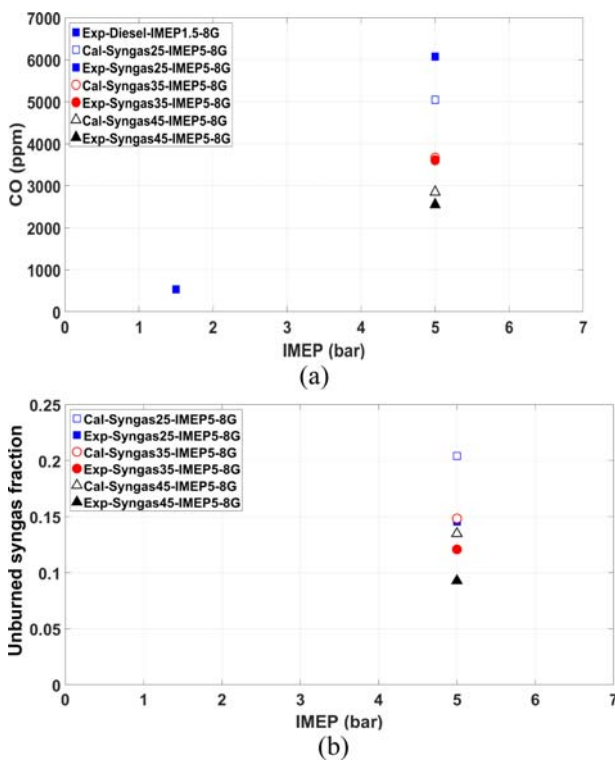 7000
6000
5000
4000
3000
2000
1000
0
CO (ppm)
Exp-Diesel-IMEP1.5-8G
Cal-Syngas25-IMEP5-8G
Exp-Syngas25-IMEP5-8G
Cal-Syngas35-IMEP5-8G
Exp-Syngas35-IMEP5-8G
Cal-Syngas45-IMEP5-8G
Exp-Syngas45-IMEP5-8G
0 1 2 3 4 5 6 7
IMEP (bar)
(a)
0.25
0.2
0.15
0.1
0.05
0
Unburned syngas fraction
Cal-Syngas25-IMEP5-8G
Exp-Syngas25-IMEP5-8G
Cal-Syngas35-IMEP5-8G
Exp-Syngas35-IMEP5-8G
Cal-Syngas45-IMEP5-8G
Exp-Syngas45-IMEP5-8G
0 1 2 3 4 5 6 7
IMEP (bar)
(b)